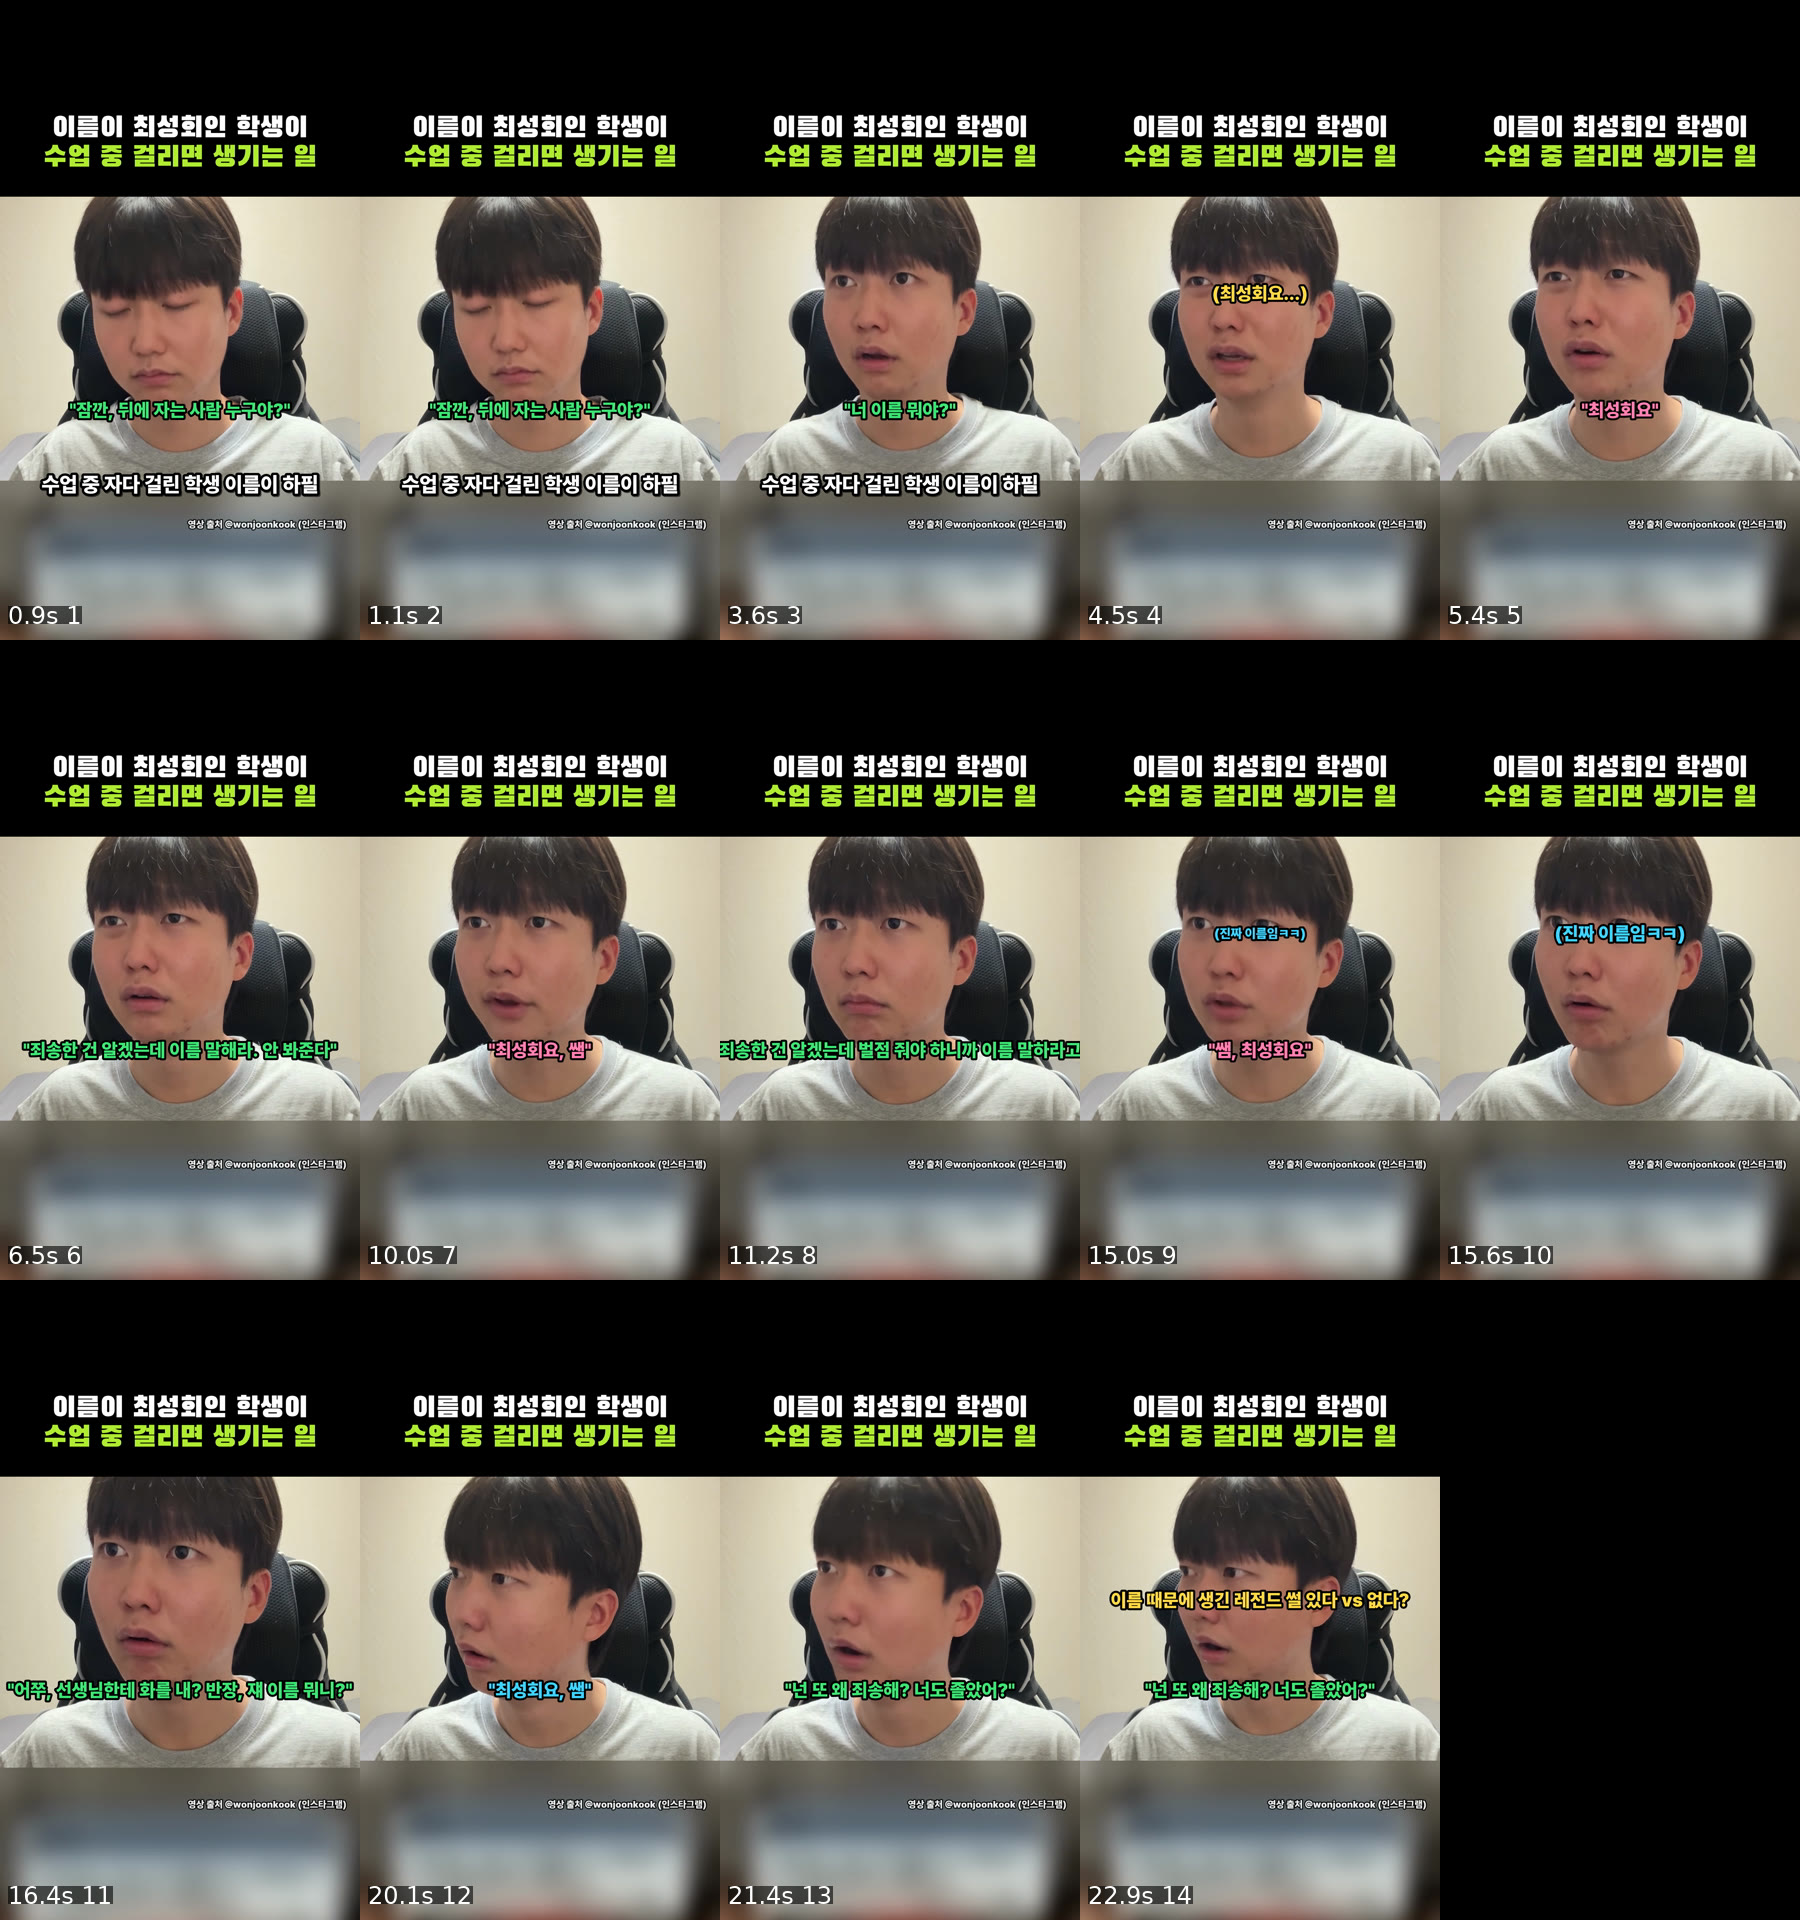 이름이 최성회인 학생이
수업 중 걸리면 생기는 일
"잠깐, 뒤에 자는 사람 누구야?"
수업 중 자다 걸린 학생 이름이 하필
영상 출처 @wonjoonkook (인스타그램)
0.9s 1
이름이 최성회인 학생이
수업 중 걸리면 생기는 일
"잠깐, 뒤에 자는 사람 누구야?"
수업 중 자다 걸린 학생 이름이 하필
영상 출처 @wonjoonkook (인스타그램)
1.1s 2
이름이 최성회인 학생이
수업 중 걸리면 생기는 일
"너 이름 뭐야?"
수업 중 자다 걸린 학생 이름이 하필
영상 출처 @wonjoonkook (인스타그램)
3.6s 3
이름이 최성회인 학생이
수업 중 걸리면 생기는 일
(최성회요...)
영상 출처 @wonjoonkook (인스타그램)
4.5s 4
이름이 최성회인 학생이
수업 중 걸리면 생기는 일
"최성회요"
영상 출처 @wonjoonkook (인스타그램)
5.4s 5
이름이 최성회인 학생이
수업 중 걸리면 생기는 일
"죄송한 건 알겠는데 이름 말해라. 안 봐준다"
영상 출처 @wonjoonkook (인스타그램)
6.5s 6
이름이 최성회인 학생이
수업 중 걸리면 생기는 일
"최성회요, 쌤"
영상 출처 @wonjoonkook (인스타그램)
10.0s 7
이름이 최성회인 학생이
수업 중 걸리면 생기는 일
죄송한 건 알겠는데 벌점 줘야 하니까 이름 말하라고
영상 출처 @wonjoonkook (인스타그램)
11.2s 8
이름이 최성회인 학생이
수업 중 걸리면 생기는 일
(진짜 이름임ㅋㅋ)
"쌤, 최성회요"
영상 출처 @wonjoonkook (인스타그램)
15.0s 9
이름이 최성회인 학생이
수업 중 걸리면 생기는 일
(진짜 이름임ㅋㅋ)
영상 출처 @wonjoonkook (인스타그램)
15.6s 10
이름이 최성회인 학생이
수업 중 걸리면 생기는 일
"어쭈, 선생님한테 화를 내? 반장, 쟤 이름 뭐니?"
영상 출처 @wonjoonkook (인스타그램)
16.4s 11
이름이 최성회인 학생이
수업 중 걸리면 생기는 일
"최성회요, 쌤"
영상 출처 @wonjoonkook (인스타그램)
20.1s 12
이름이 최성회인 학생이
수업 중 걸리면 생기는 일
"넌 또 왜 죄송해? 너도 졸았어?"
영상 출처 @wonjoonkook (인스타그램)
21.4s 13
이름이 최성회인 학생이
수업 중 걸리면 생기는 일
이름 때문에 생긴 레전드 썰 있다 vs 없다?
"넌 또 왜 죄송해? 너도 졸았어?"
영상 출처 @wonjoonkook (인스타그램)
22.9s 14